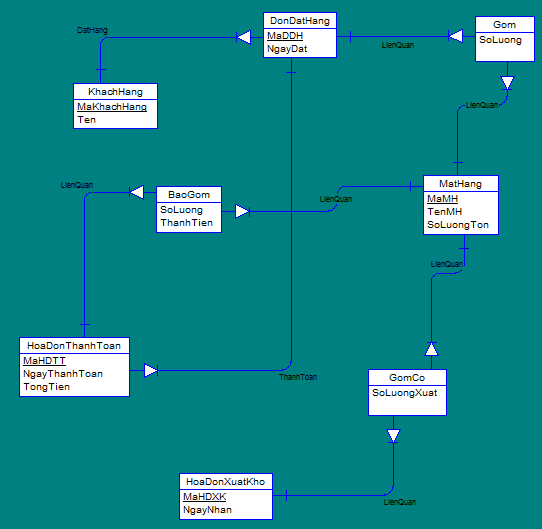 DonDatHang
MaDDH
NgayDat
Gom
SoLuong
DatHang
LienQuan
KhachHang
MaKhachHang
Ten
LienQuan
LienQuan
BaoGom
SoLuong
ThanhTien
LienQuan
MatHang
MaMH
TenMH
SoLuongTon
LienQuan
HoaDonThanhToan
MaHDTT
NgayThanhToan
TongTien
ThanhToan
GomCo
SoLuongXuat
HoaDonXuatKho
MaHDXK
NgayNhan
LienQuan